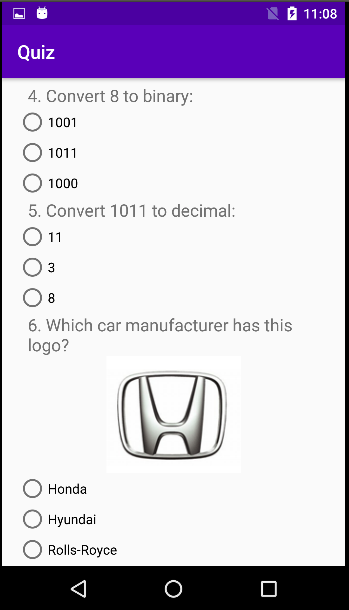 11:08
Quiz
4. Convert 8 to binary:
1001
1011
1000
5. Convert 1011 to decimal:
11
3
8
6. Which car manufacturer has this
logo?
Honda
Hyundai
Rolls-Royce